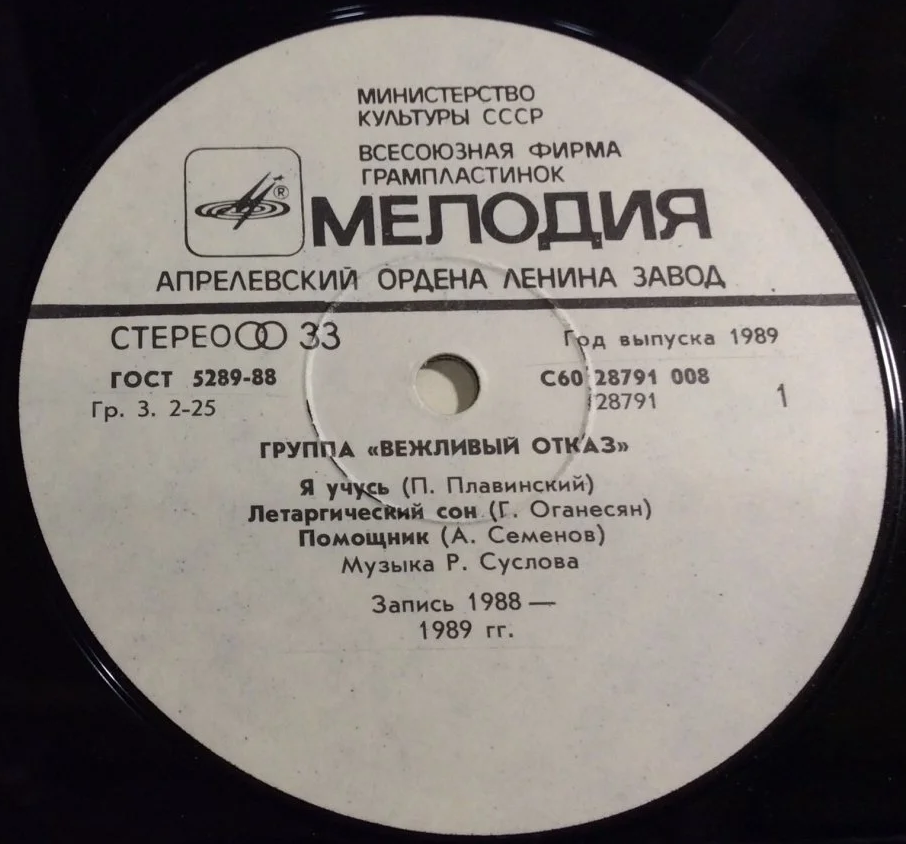 МИНИСТЕРСТВО
КУЛЬТУРЫ СССР
ВСЕСОЮЗНАЯ ФИРМА
ГРАМПЛАСТИНОК
®
МЕЛОДИЯ
АПРЕЛЕВСКИЙ ОРДЕНА ЛЕНИНА ЗАВОД
СТЕРЕО 33
Год выпуска 1989
ГОСТ 5289-88
С60 28791 008
Гр. 3. 2-25
28791
1
ГРУППА «ВЕЖЛИВЫЙ ОТКАЗ»
Я учусь (П. Плавинский)
Летаргический сон (Г. Оганесян)
Помощник (А. Семенов)
Музыка Р. Суслова
Запись 1988 —
1989 гг.